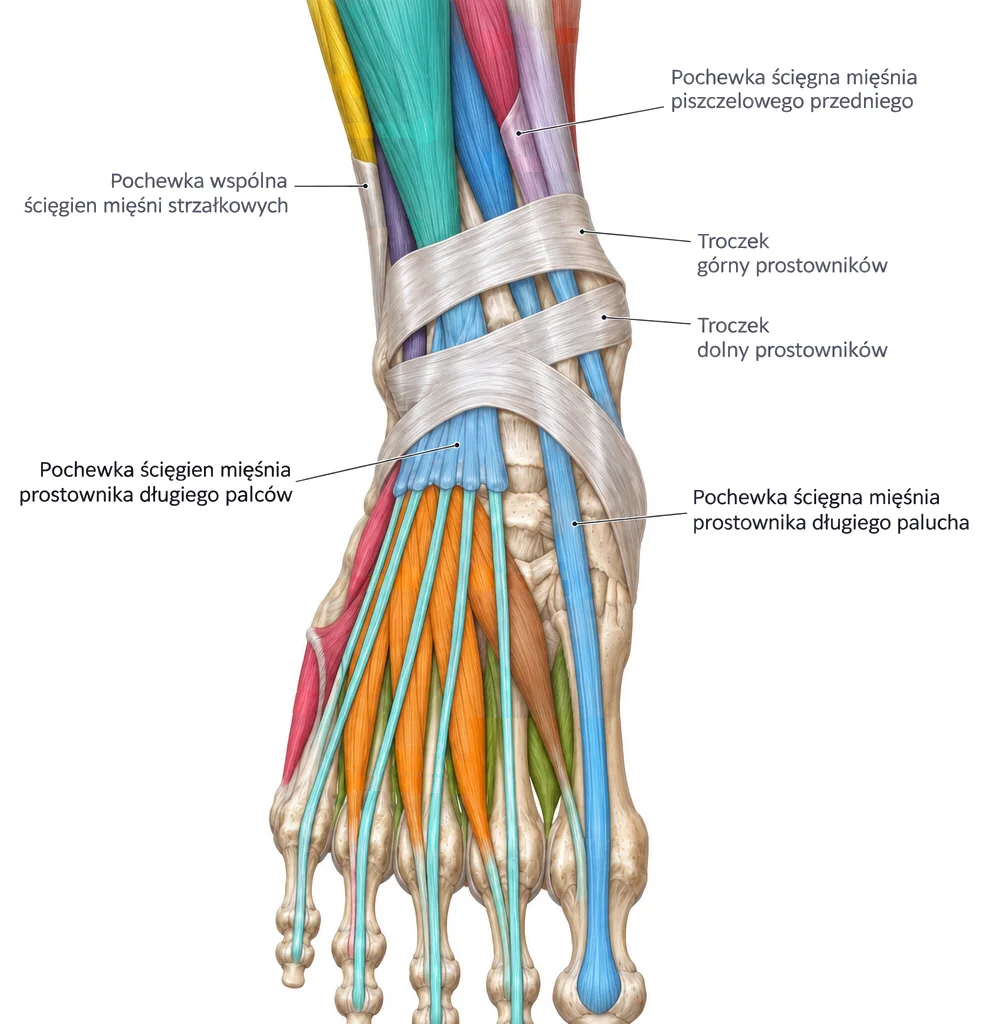 Pochewka ścięgna mięśnia
piszczelowego przedniego
Pochewka wspólna
ścięgien mięśni strzałkowych
Troczek
górny prostowników
Troczek
dolny prostowników
Pochewka ścięgien mięśnia
prostownika długiego palców
Pochewka ścięgna mięśnia
prostownika długiego palucha